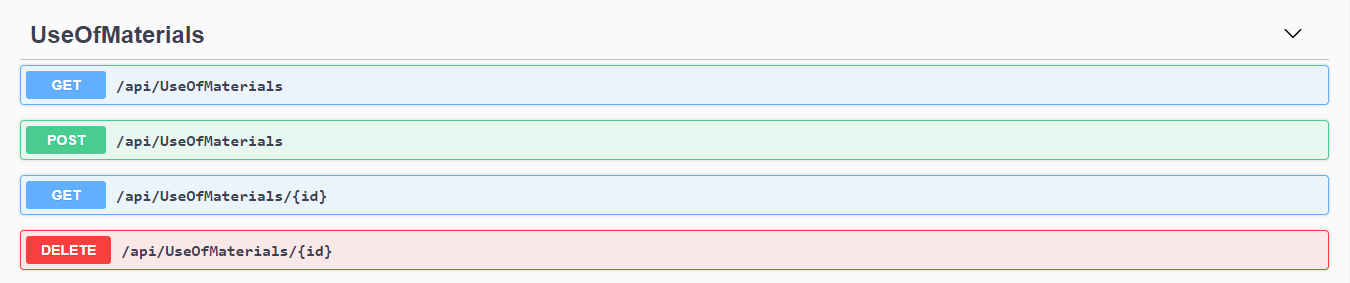 UseOfMaterials
GET /api/UseOfMaterials
POST /api/UseOfMaterials
GET /api/UseOfMaterials/{id}
DELETE /api/UseOfMaterials/{id}